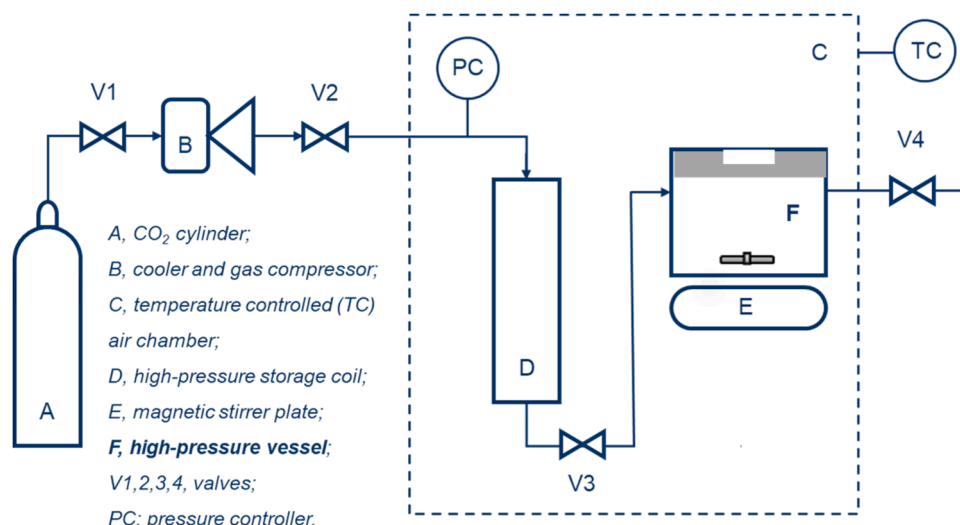 C
TC
PC
V1
V2
V4
B
F
A, CO₂ cylinder;
B, cooler and gas compressor;
C, temperature controlled (TC)
air chamber;
D, high-pressure storage coil;
E, magnetic stirrer plate;
F, high-pressure vessel;
V1,2,3,4, valves;
PC: pressure controller.
E
D
A
V3